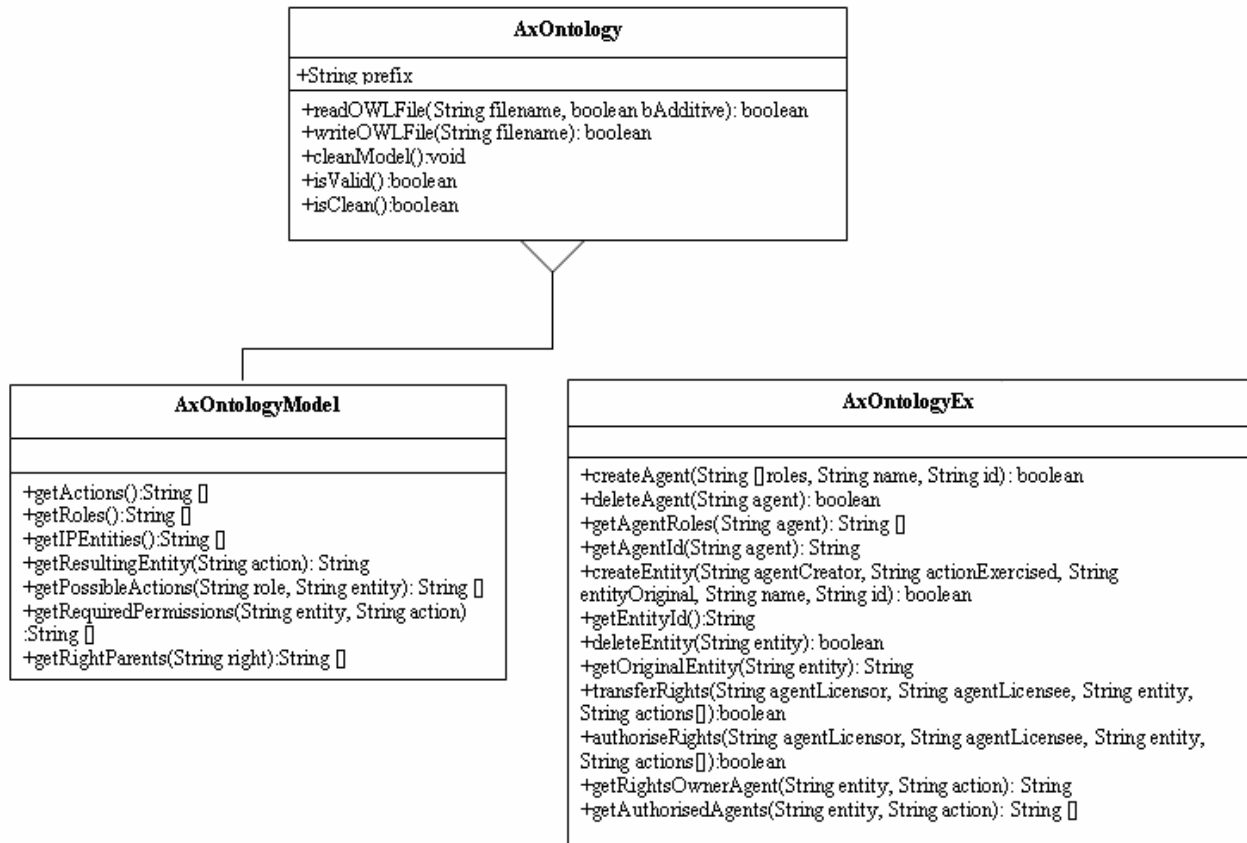 AxOntology
+String prefix
+readOWLFile(String filename, boolean bAdditive): boolean
+writeOWLFile(String filename): boolean
+cleanModel():void
+isValid():boolean
+isClean():boolean
AxOntologyModel
+getActions():String []
+getRoles():String []
+getIPEntities():String []
+getResultingEntity(String action): String
+getPossibleActions(String role, String entity): String []
+getRequiredPermissions(String entity, String action)
:String []
+getRightParents(String right):String []
AxOntologyEx
+createAgent(String []roles, String name, String id): boolean
+deleteAgent(String agent): boolean
+getAgentRoles(String agent): String []
+getAgentId(String agent): String
+createEntity(String agentCreator, String actionExercised, String
entityOriginal, String name, String id): boolean
+getEntityId():String
+deleteEntity(String entity): boolean
+getOriginalEntity(String entity): String
+transferRights(String agentLicensor, String agentLicensee, String entity,
String actions[]):boolean
+authoriseRights(String agentLicensor, String agentLicensee, String entity,
String actions[]):boolean
+getRightsOwnerAgent(String entity, String action): String
+getAuthorisedAgents(String entity, String action): String []